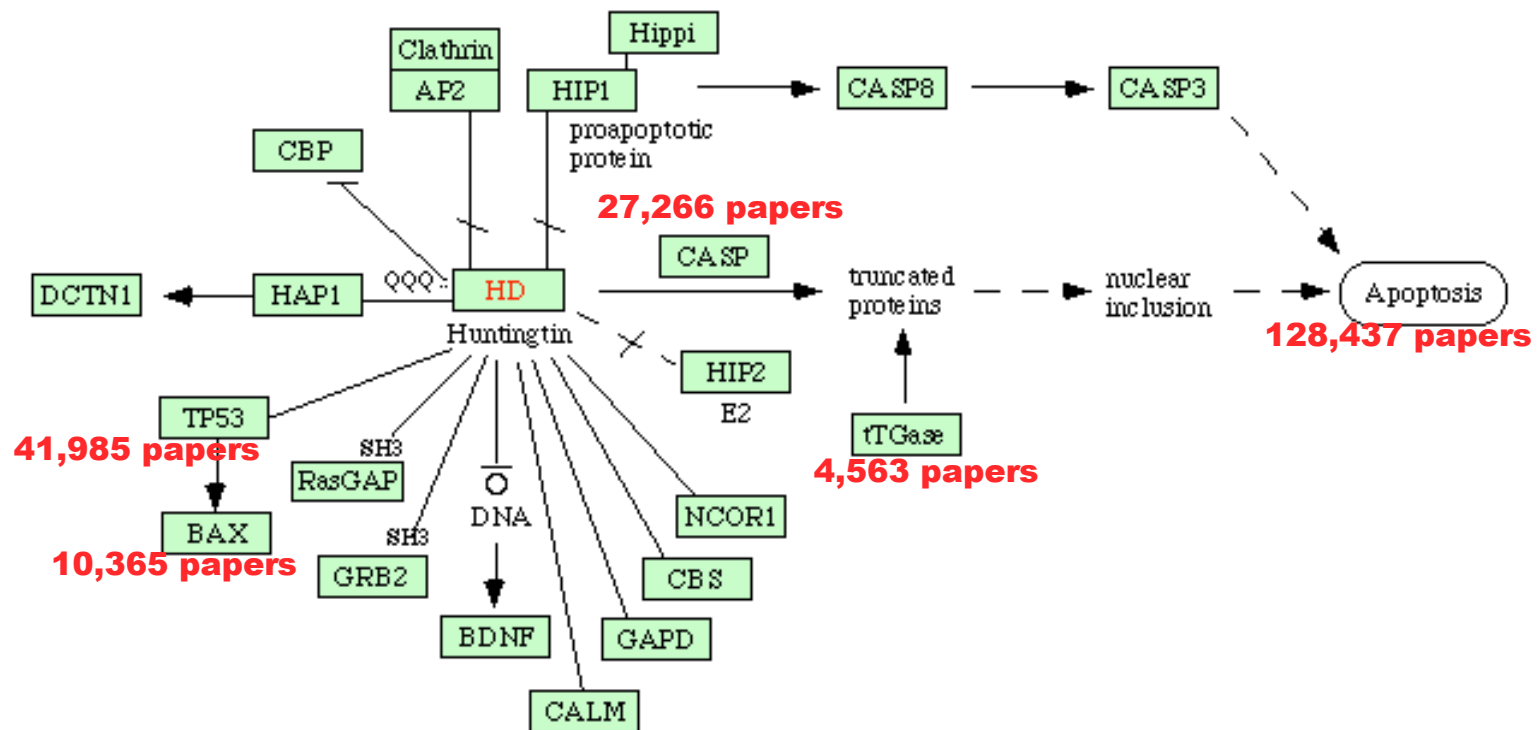 Hippi
Clathrin
AP2
HIP1
CASP8
CASP3
proapoptotic
protein
CBP
27,266 papers
CASP
DCTN1
HAP1
QQQ..
HD
Huntingtin
truncated
proteins
nuclear
inclusion
Apoptosis
128,437 papers
HIP2
E2
TP53
41,985 papers
BAX
10,365 papers
SH3
RasGAP
SH3
GRB2
DNA
BDNF
CALM
GAPD
CBS
NCOR1
tTGase
4,563 papers